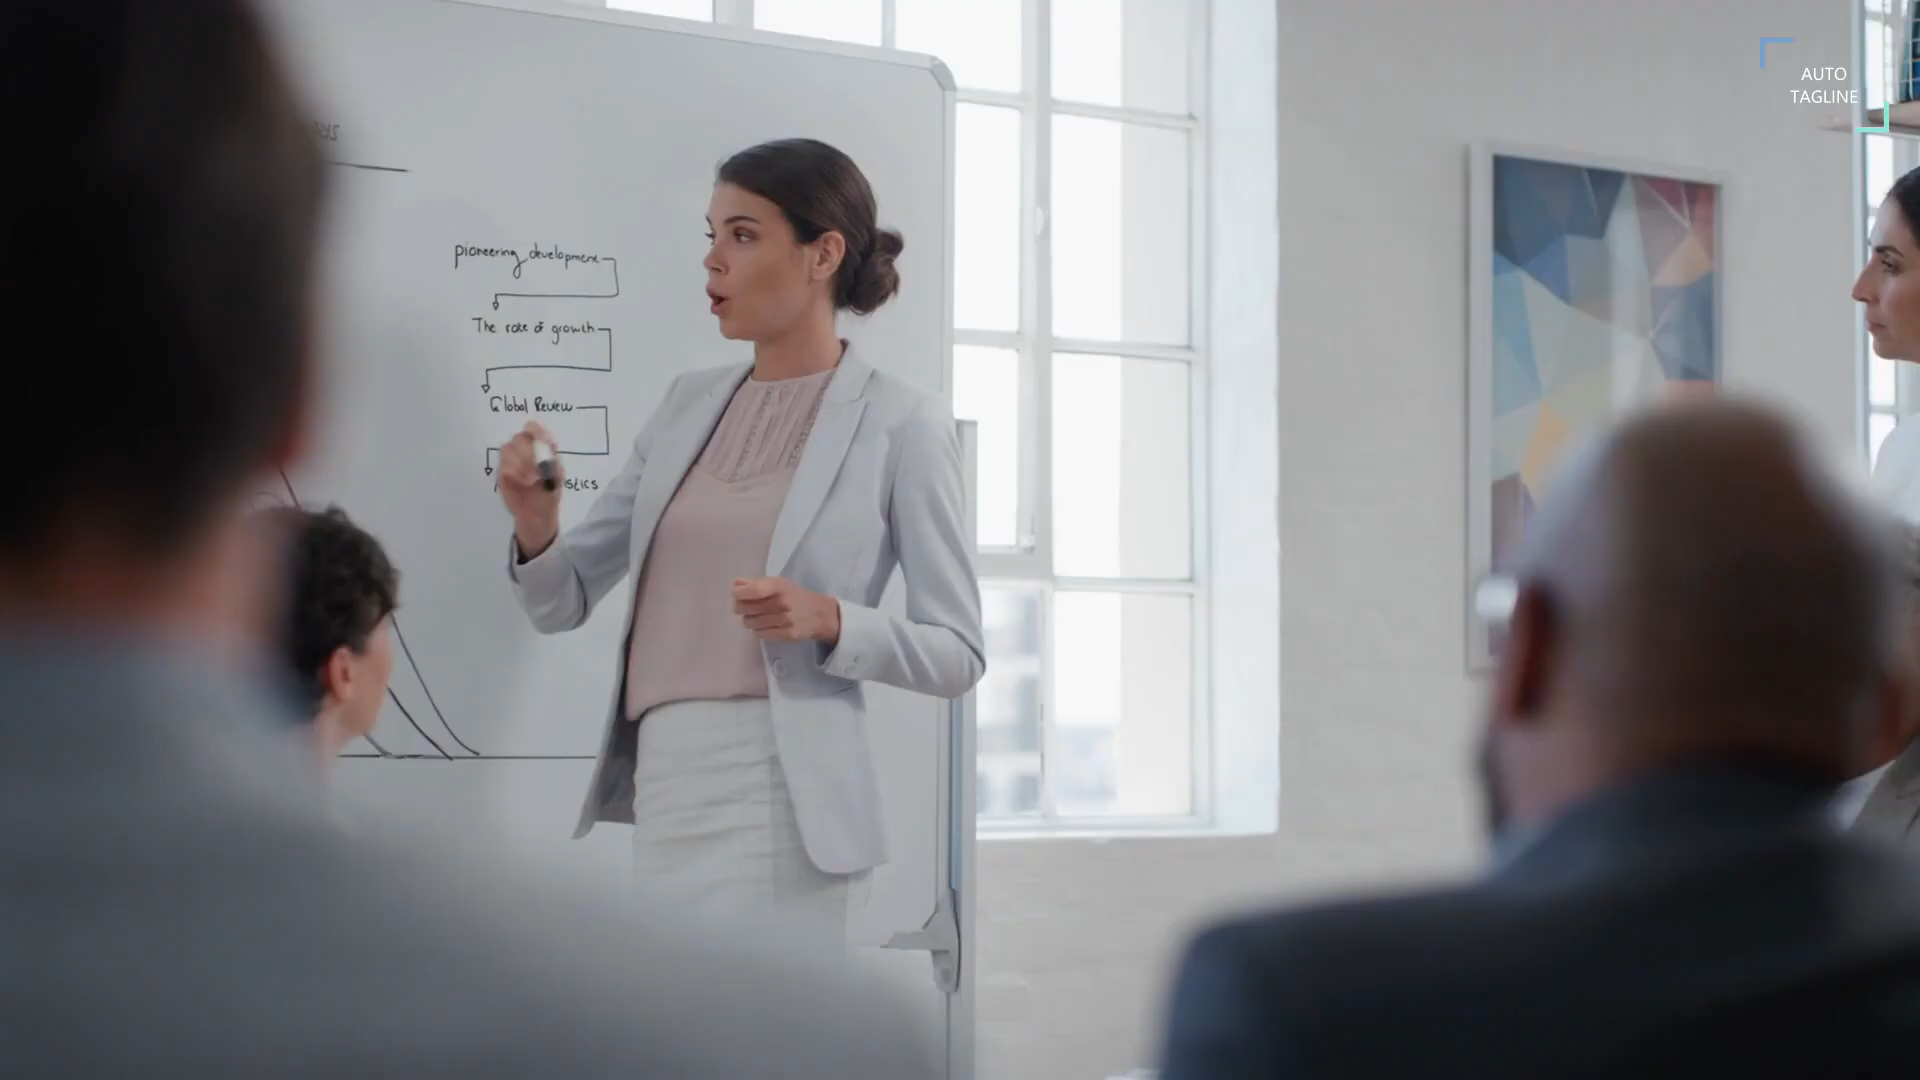 AUTO
TAGLINE
pioneering development
The rate of growth
Global Review